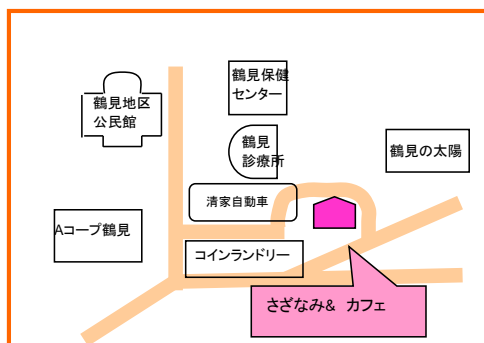 鶴見保健
センター
鶴見地区
公民館
鶴見
診療所
鶴見の太陽
清家自動車
Aコープ鶴見
コインランドリー
さざなみ& カフェ